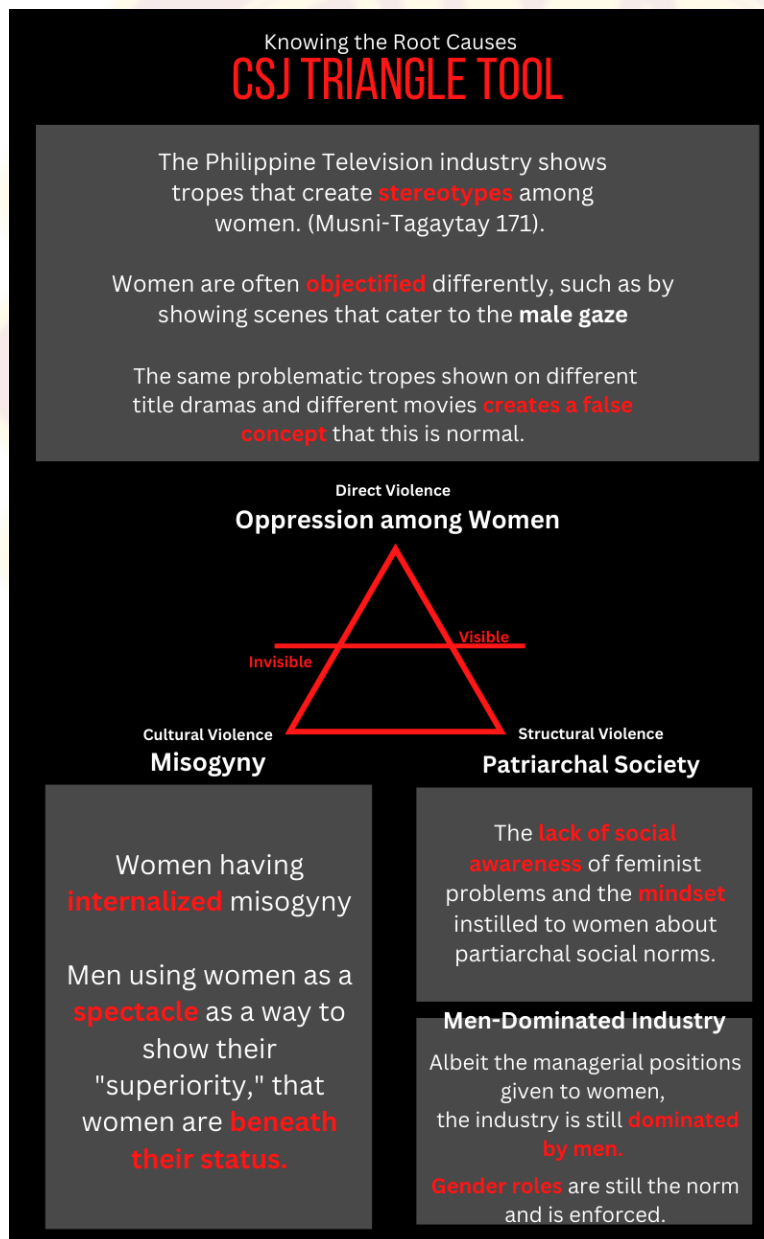 Knowing the Root Causes
CSJ TRIANGLE TOOL
The Philippine Television industry shows
tropes that create stereotypes among
women. (Musni-Tagaytay 171).
Women are often objectified differently, such as by
showing scenes that cater to the male gaze
The same problematic tropes shown on different
title dramas and different movies creates a false
concept that this is normal.
Direct Violence
Oppression among Women
Visible
Invisible
Cultural Violence
Misogyny
Women having
internalized misogyny
Men using women as a
spectacle as a way to
show their
"superiority," that
women are beneath
their status.
Structural Violence
Patriarchal Society
The lack of social
awareness of feminist
problems and the mindset
instilled to women about
partiarchal social norms.
Men-Dominated Industry
Albeit the managerial positions
given to women,
the industry is still dominated
by men.
Gender roles are still the norm
and is enforced.